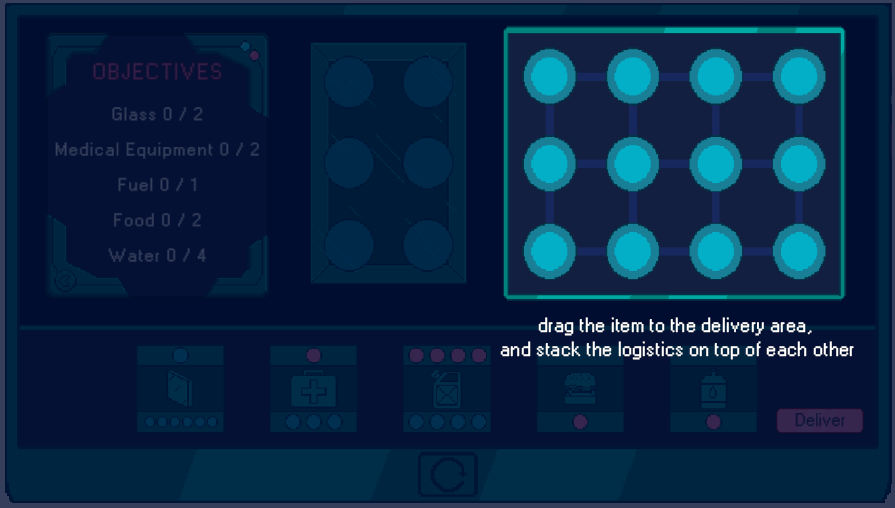 OBJECTIVES
Glass 0 / 2
Medical Equipment 0 / 2
Fuel 0 / 1
Food 0 / 2
Water 0 / 4
drag the item to the delivery area,
and stack the logistics on top of each other
Deliver